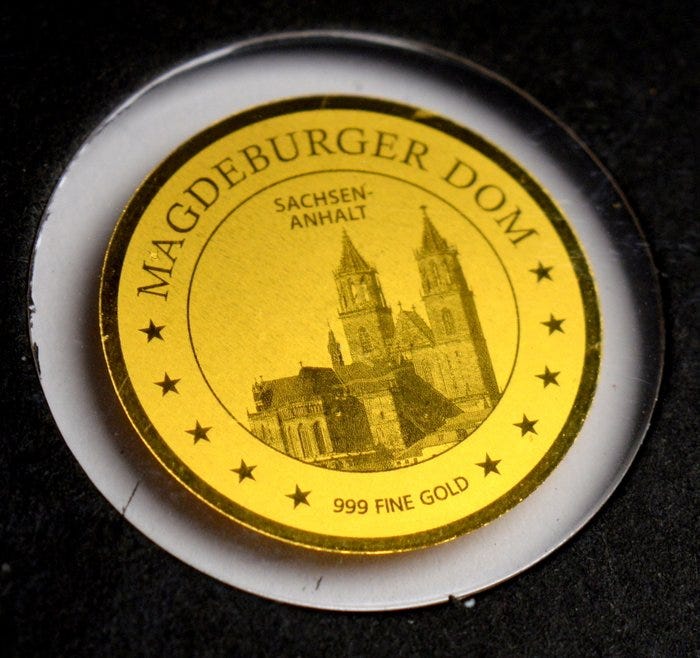 MAGDEBURGER DOM
SACHSEN-
ANHALT
999 FINE GOLD